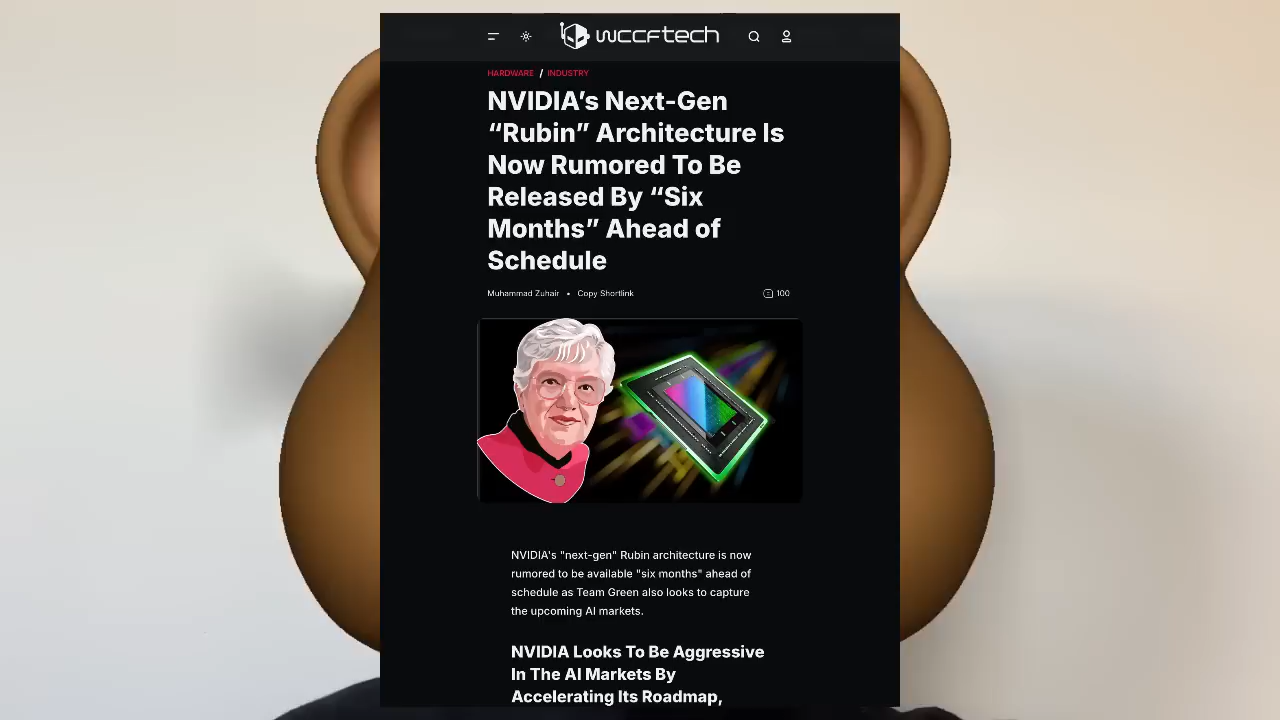 wccftech
HARDWARE / INDUSTRY
NVIDIA’s Next-Gen
“Rubin” Architecture Is
Now Rumored To Be
Released By “Six
Months” Ahead of
Schedule
Muhammad Zuhair • Copy Shortlink 100
NVIDIA's "next-gen" Rubin architecture is now
rumored to be available "six months" ahead of
schedule as Team Green also looks to capture
the upcoming AI markets.
NVIDIA Looks To Be Aggressive
In The AI Markets By
Accelerating Its Roadmap,